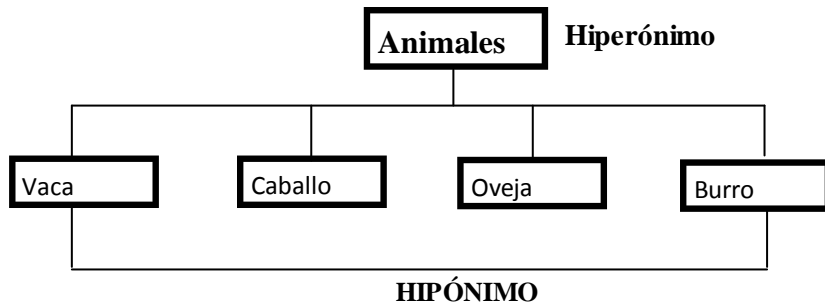 Animales
Hiperónimo
Vaca
Caballo
Oveja
Burro
HIPÓNIMO